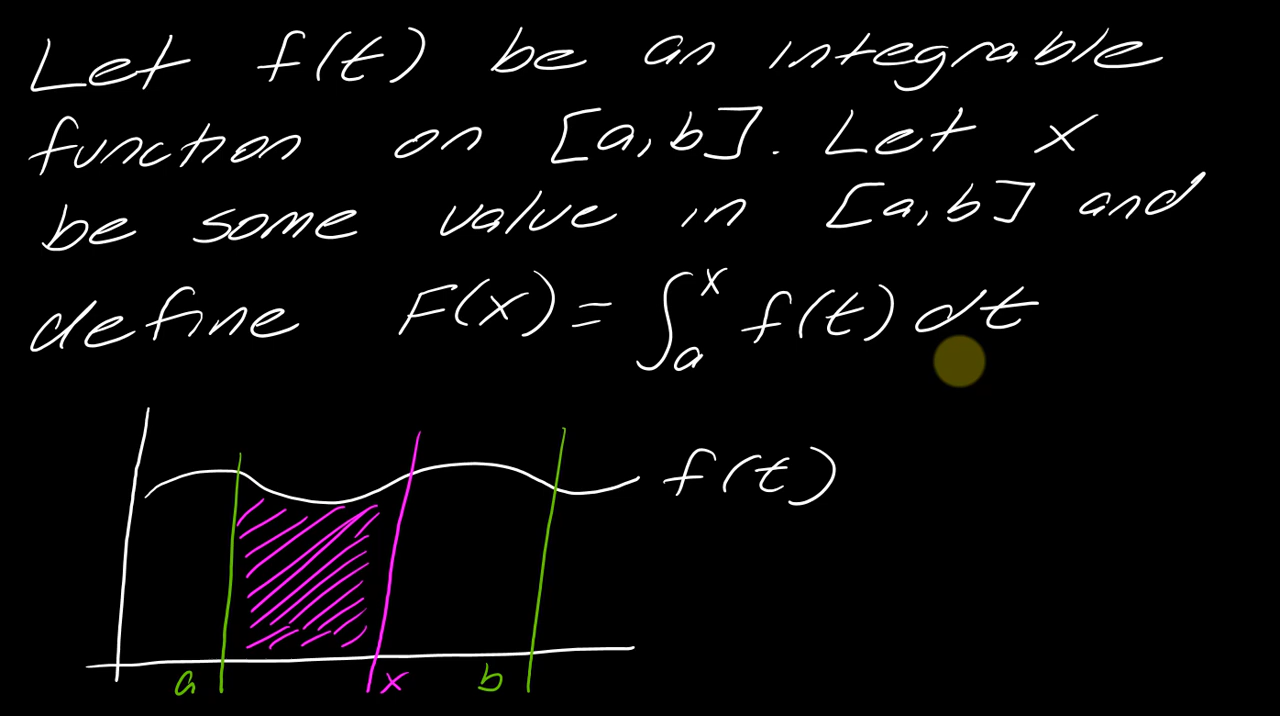 Let f(t) be an integrable
function on [a,b]. Let x
be some value in [a,b] and
define F(x) = ∫ₐˣ f(t) dt
f(t)
a x b